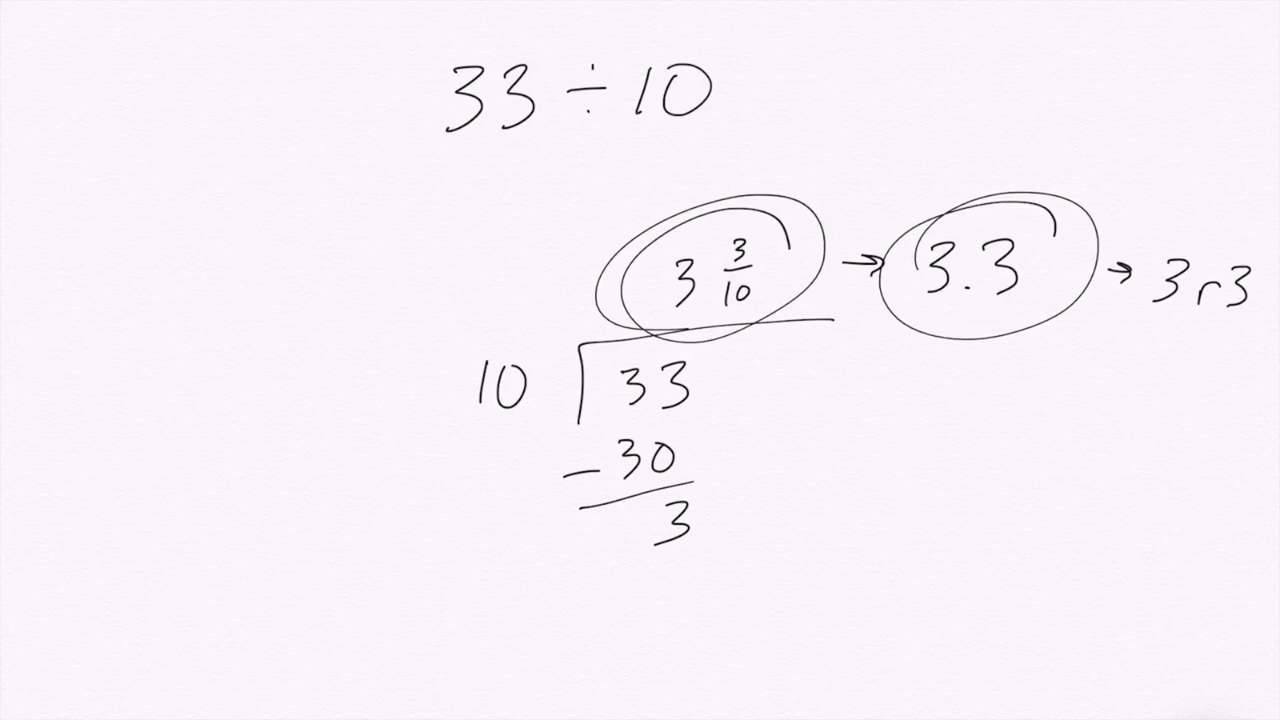 33 ÷ 10
3 3/10 → 3.3 → 3 r 3
10 33
- 30
3